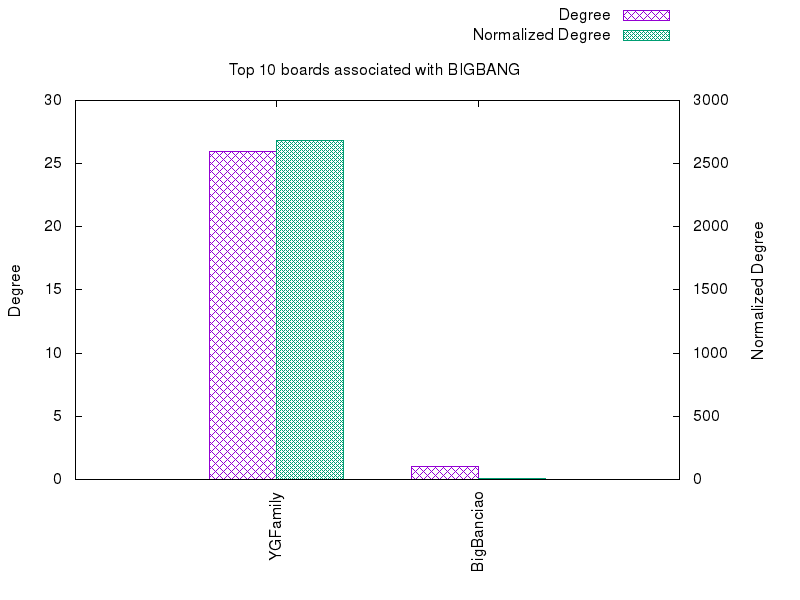 Degree
Normalized Degree
Top 10 boards associated with BIGBANG
30 3000
25 2500
20 2000
15 1500
10 1000
5 500
0 0
Degree
Normalized Degree
YGFamily
BigBanciao